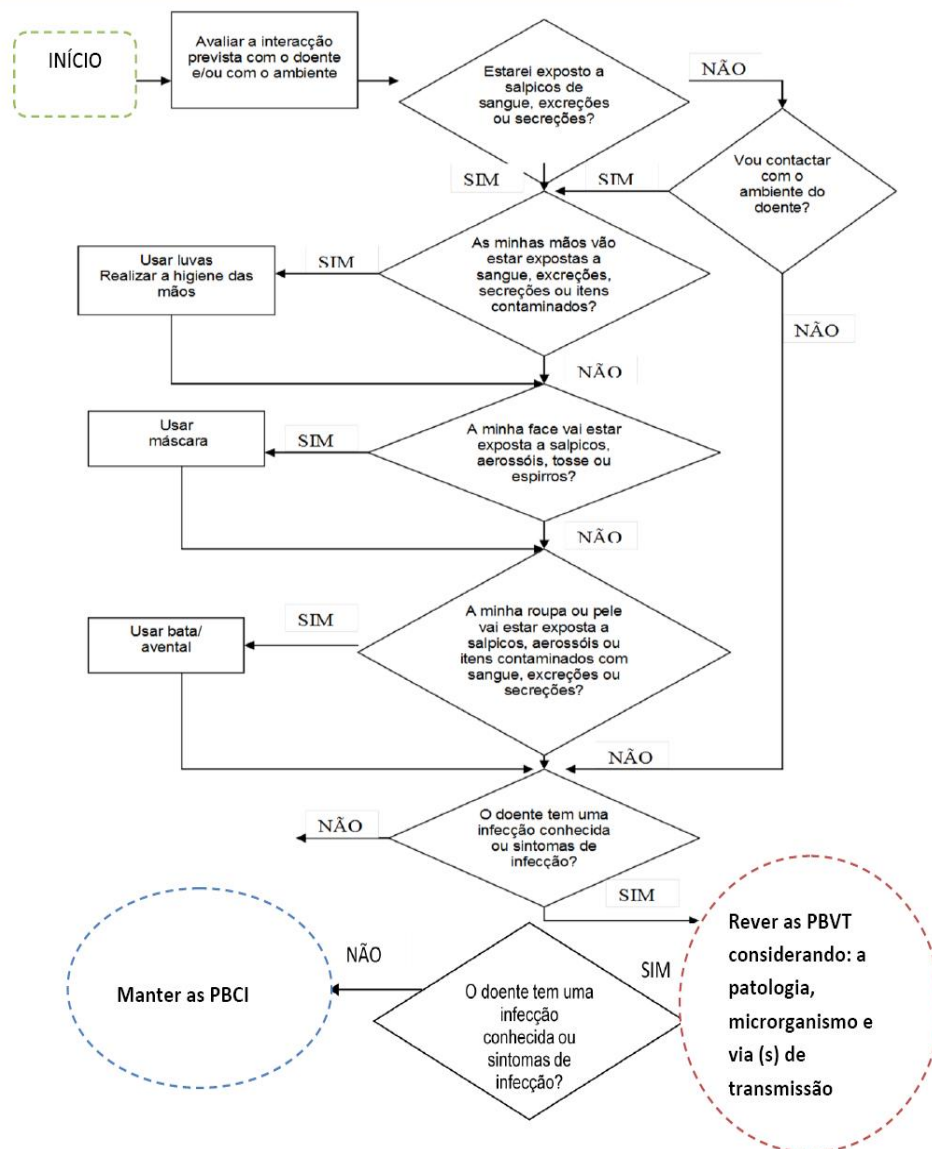 INÍCIO
Avaliar a interacção
prevista com o doente
e/ou com o ambiente
Estarei exposto a
salpicos de
sangue, excreções
ou secreções?
NÃO
Vou contactar
com o
ambiente do
doente?
SIM
SIM
As minhas mãos vão
estar expostas a
sangue, excreções,
secreções ou itens
contaminados?
SIM
Usar luvas
Realizar a higiene das
mãos
NÃO
NÃO
A minha face vai estar
exposta a salpicos,
aerossóis, tosse ou
espirros?
SIM
Usar
máscara
NÃO
A minha roupa ou pele
vai estar exposta a
salpicos, aerossóis ou
itens contaminados com
sangue, excreções ou
secreções?
SIM
Usar bata/
avental
NÃO
O doente tem uma
infecção conhecida
ou sintomas de
infecção?
NÃO
SIM
Rever as PBVT
considerando: a
patologia,
microrganismo e
via (s) de
transmissão
NÃO
SIM
Manter as PBCI
O doente tem uma
infecção
conhecida ou
sintomas de
infecção?